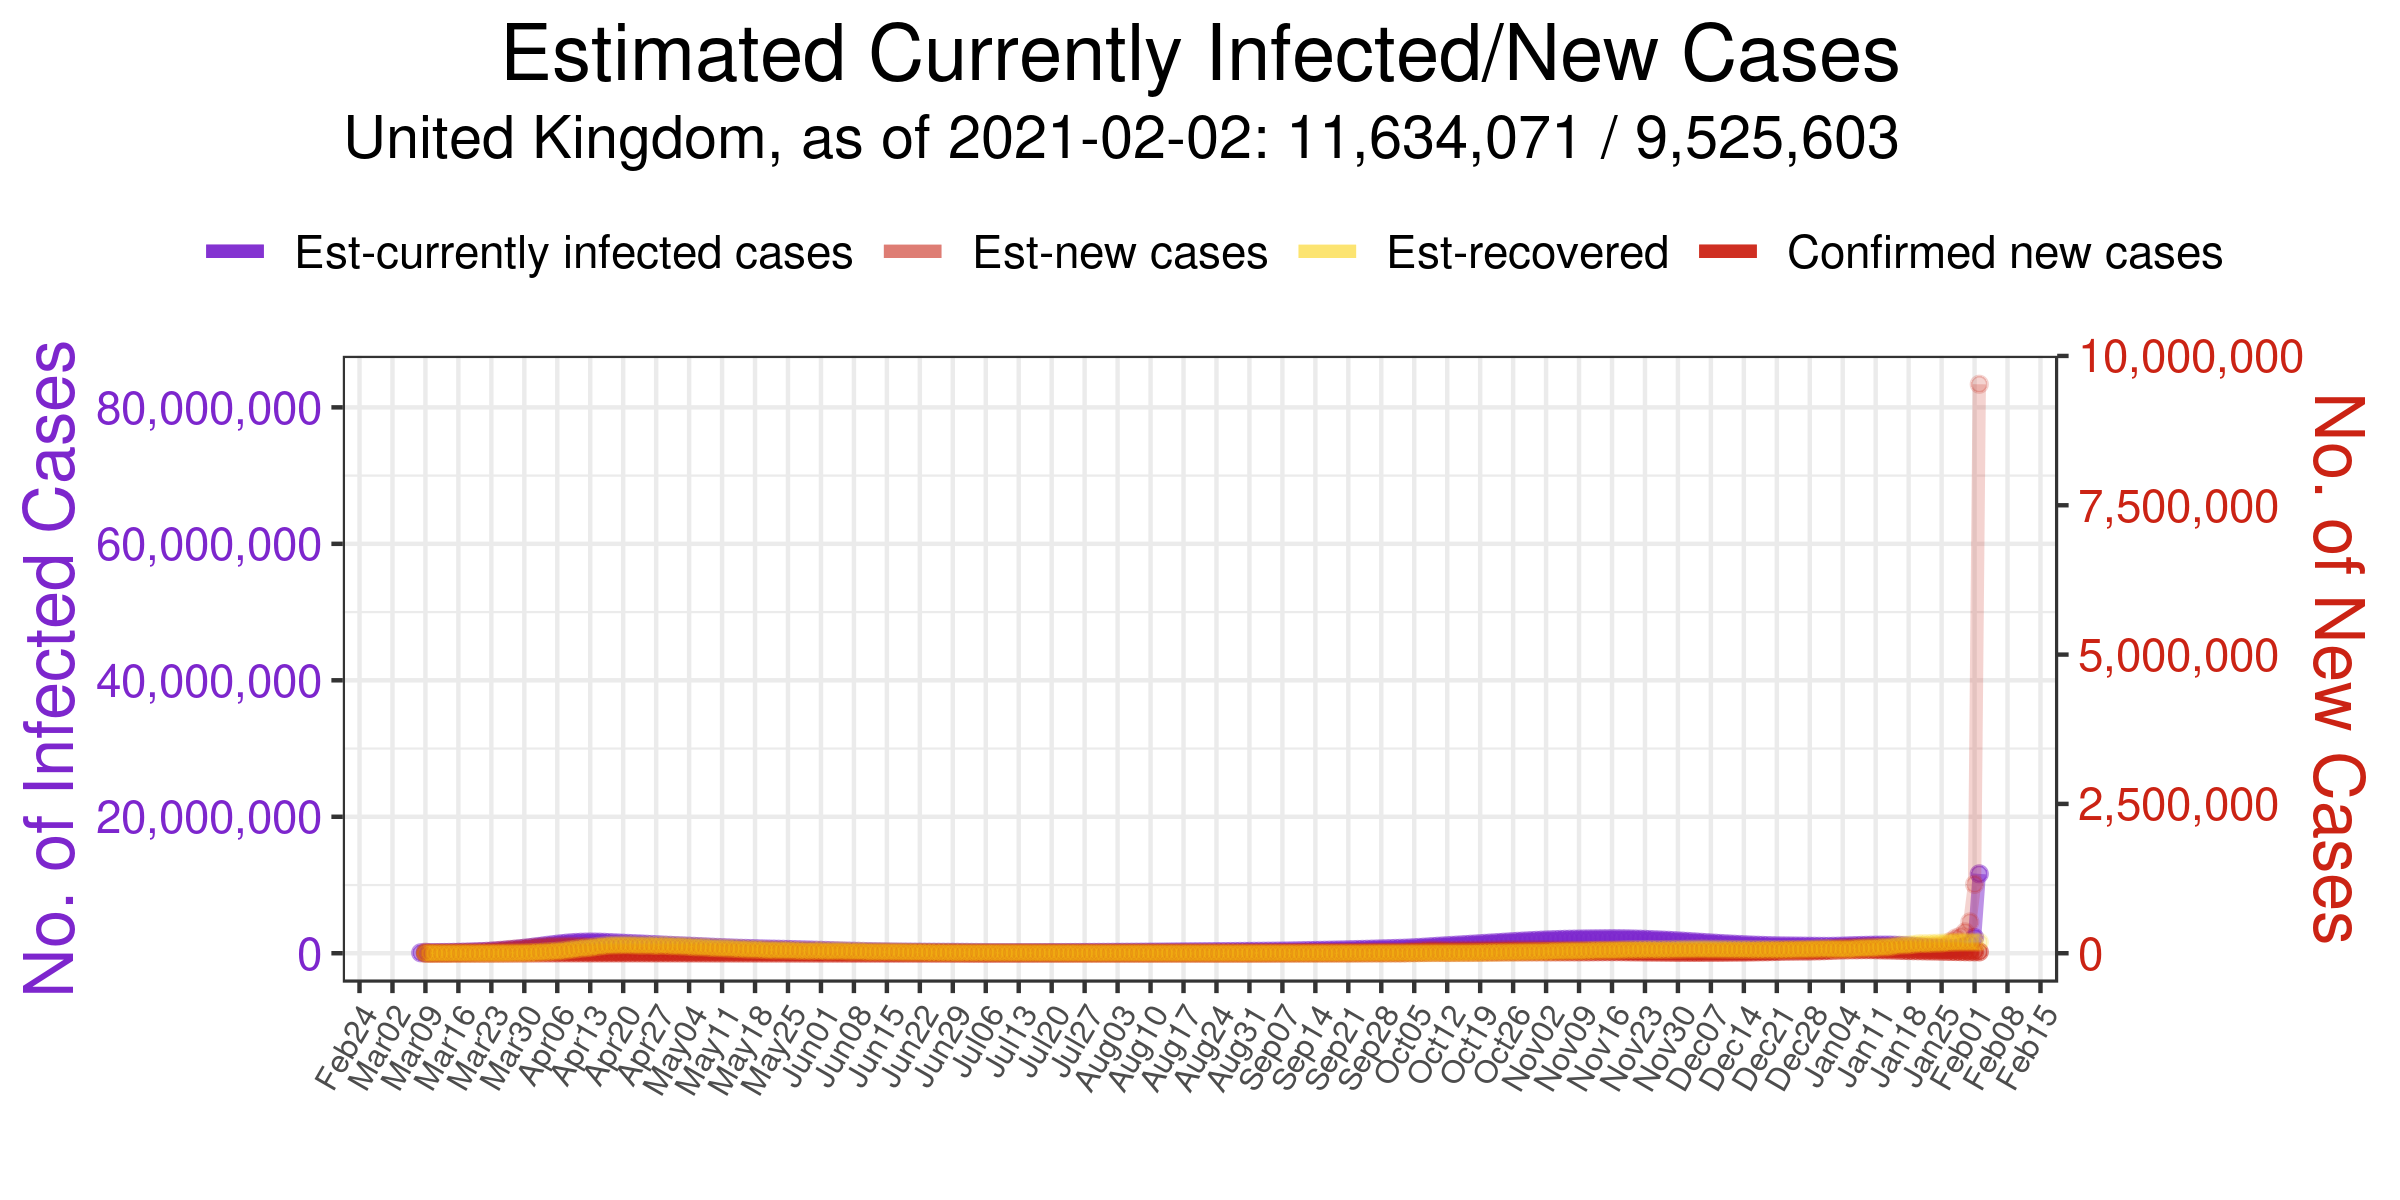 Estimated Currently Infected/New Cases
United Kingdom, as of 2021-02-02: 11,634,071 / 9,525,603
Est-currently infected cases Est-new cases Est-recovered Confirmed new cases
No. of Infected Cases
80,000,000
60,000,000
40,000,000
20,000,000
0
10,000,000
7,500,000
5,000,000
2,500,000
0
No. of New Cases
Feb24 Mar02 Mar09 Mar16 Mar23 Mar30 Apr06 Apr13 Apr20 Apr27 May04 May11 May18 May25 Jun01 Jun08 Jun15 Jun22 Jun29 Jul06 Jul13 Jul20 Jul27 Aug03 Aug10 Aug17 Aug24 Aug31 Sep07 Sep14 Sep21 Sep28 Oct05 Oct12 Oct19 Oct26 Nov02 Nov09 Nov16 Nov23 Nov30 Dec07 Dec14 Dec21 Dec28 Jan04 Jan11 Jan18 Jan25 Feb01 Feb08 Feb15